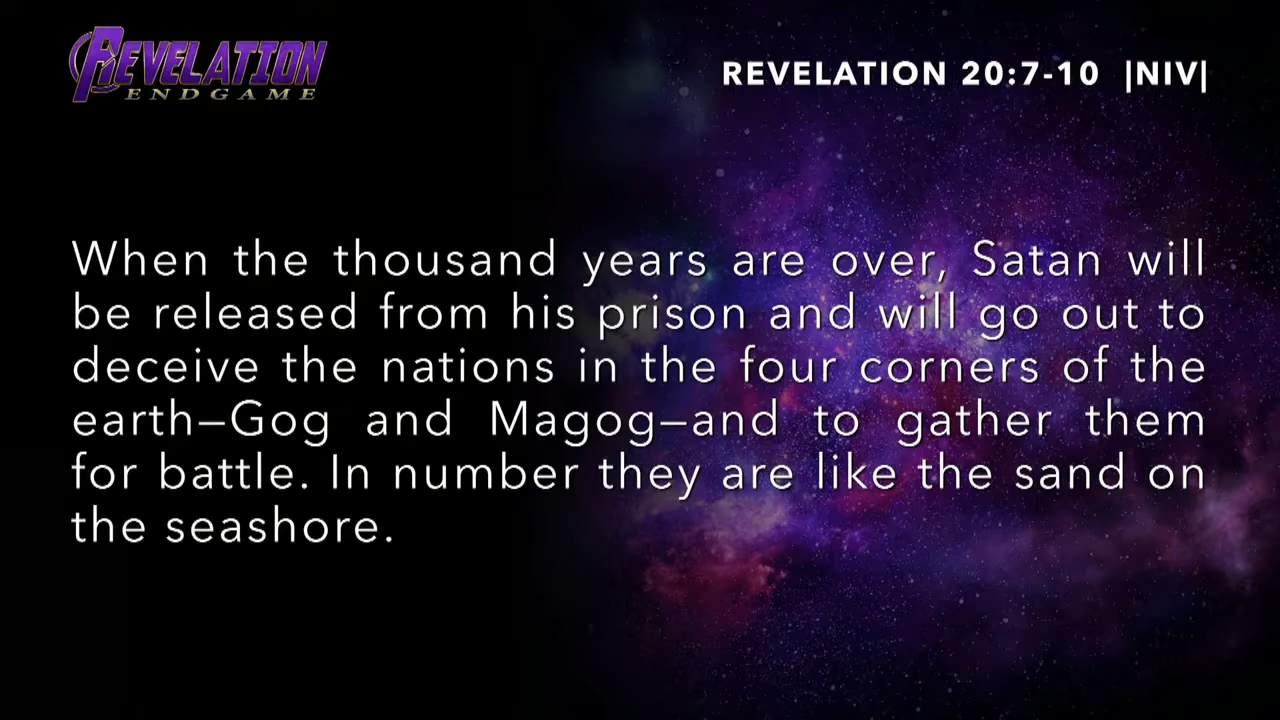 REVELATION
ENDGAME
REVELATION 20:7-10 |NIV|
When the thousand years are over, Satan will
be released from his prison and will go out to
deceive the nations in the four corners of the
earth—Gog and Magog—and to gather them
for battle. In number they are like the sand on
the seashore.